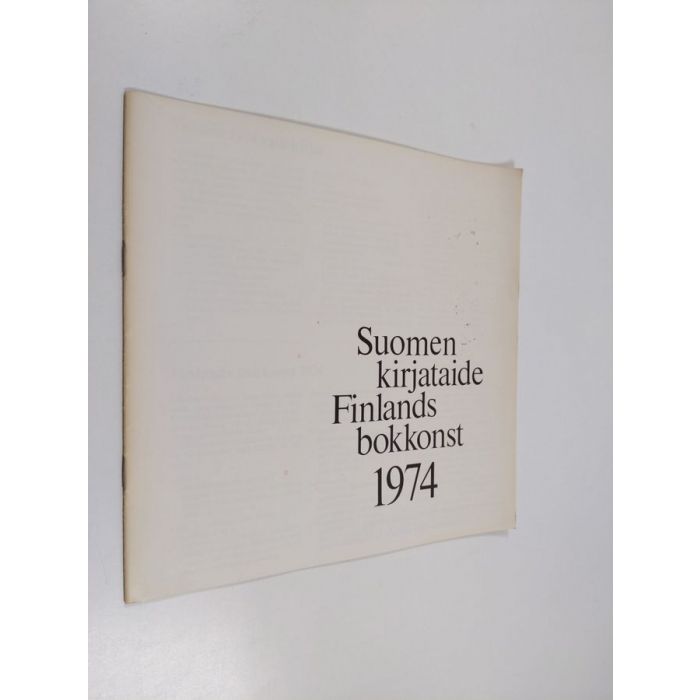 Suomen
kirjataide
Finlands
bokkonst
1974